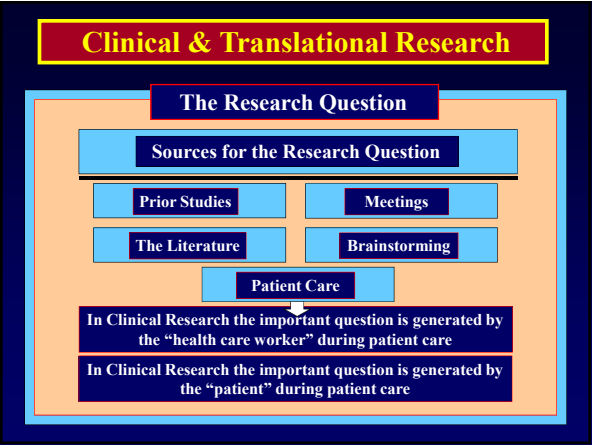 Clinical & Translational Research
The Research Question
Sources for the Research Question
Prior Studies
Meetings
The Literature
Brainstorming
Patient Care
In Clinical Research the important question is generated by
the “health care worker” during patient care
In Clinical Research the important question is generated by
the “patient” during patient care